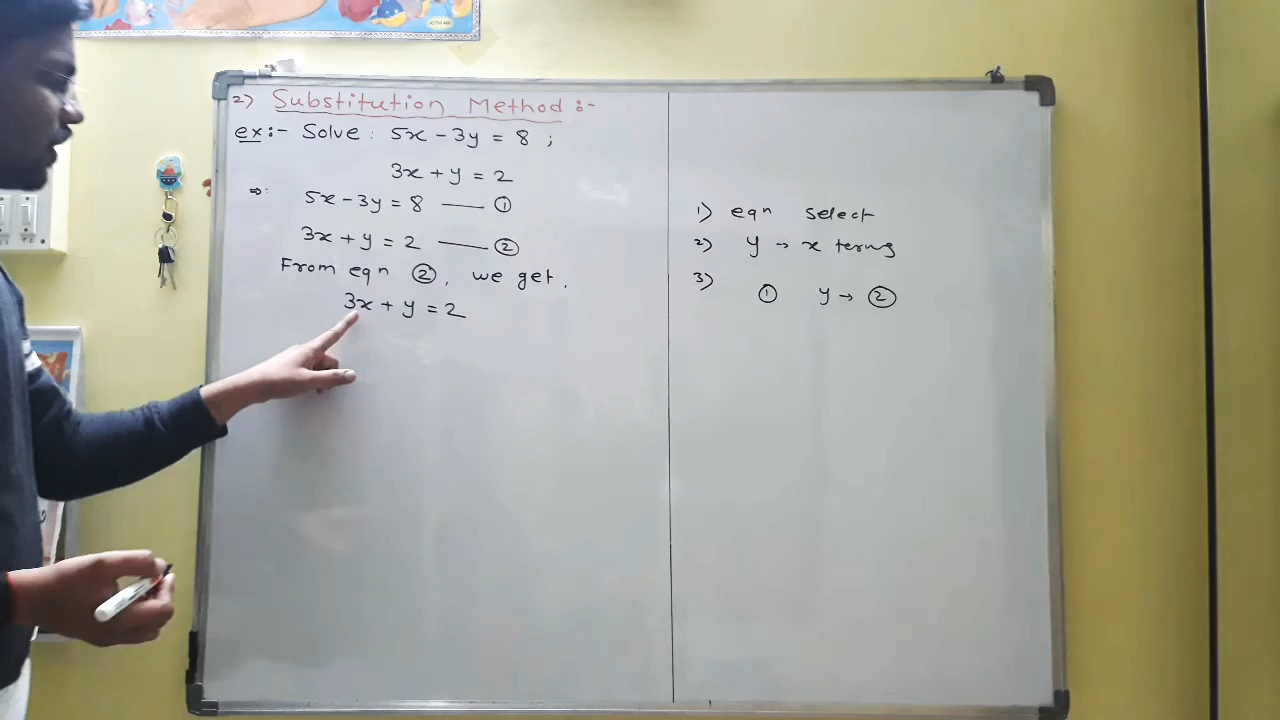 2) Substitution Method :-
ex :- Solve : 5x - 3y = 8 ;
3x + y = 2
⇒: 5x - 3y = 8 —— ①
3x + y = 2 —— ②
From eqn ②, we get,
3x + y = 2
1) eqn select
2) y → x terms
3) ① y → ②